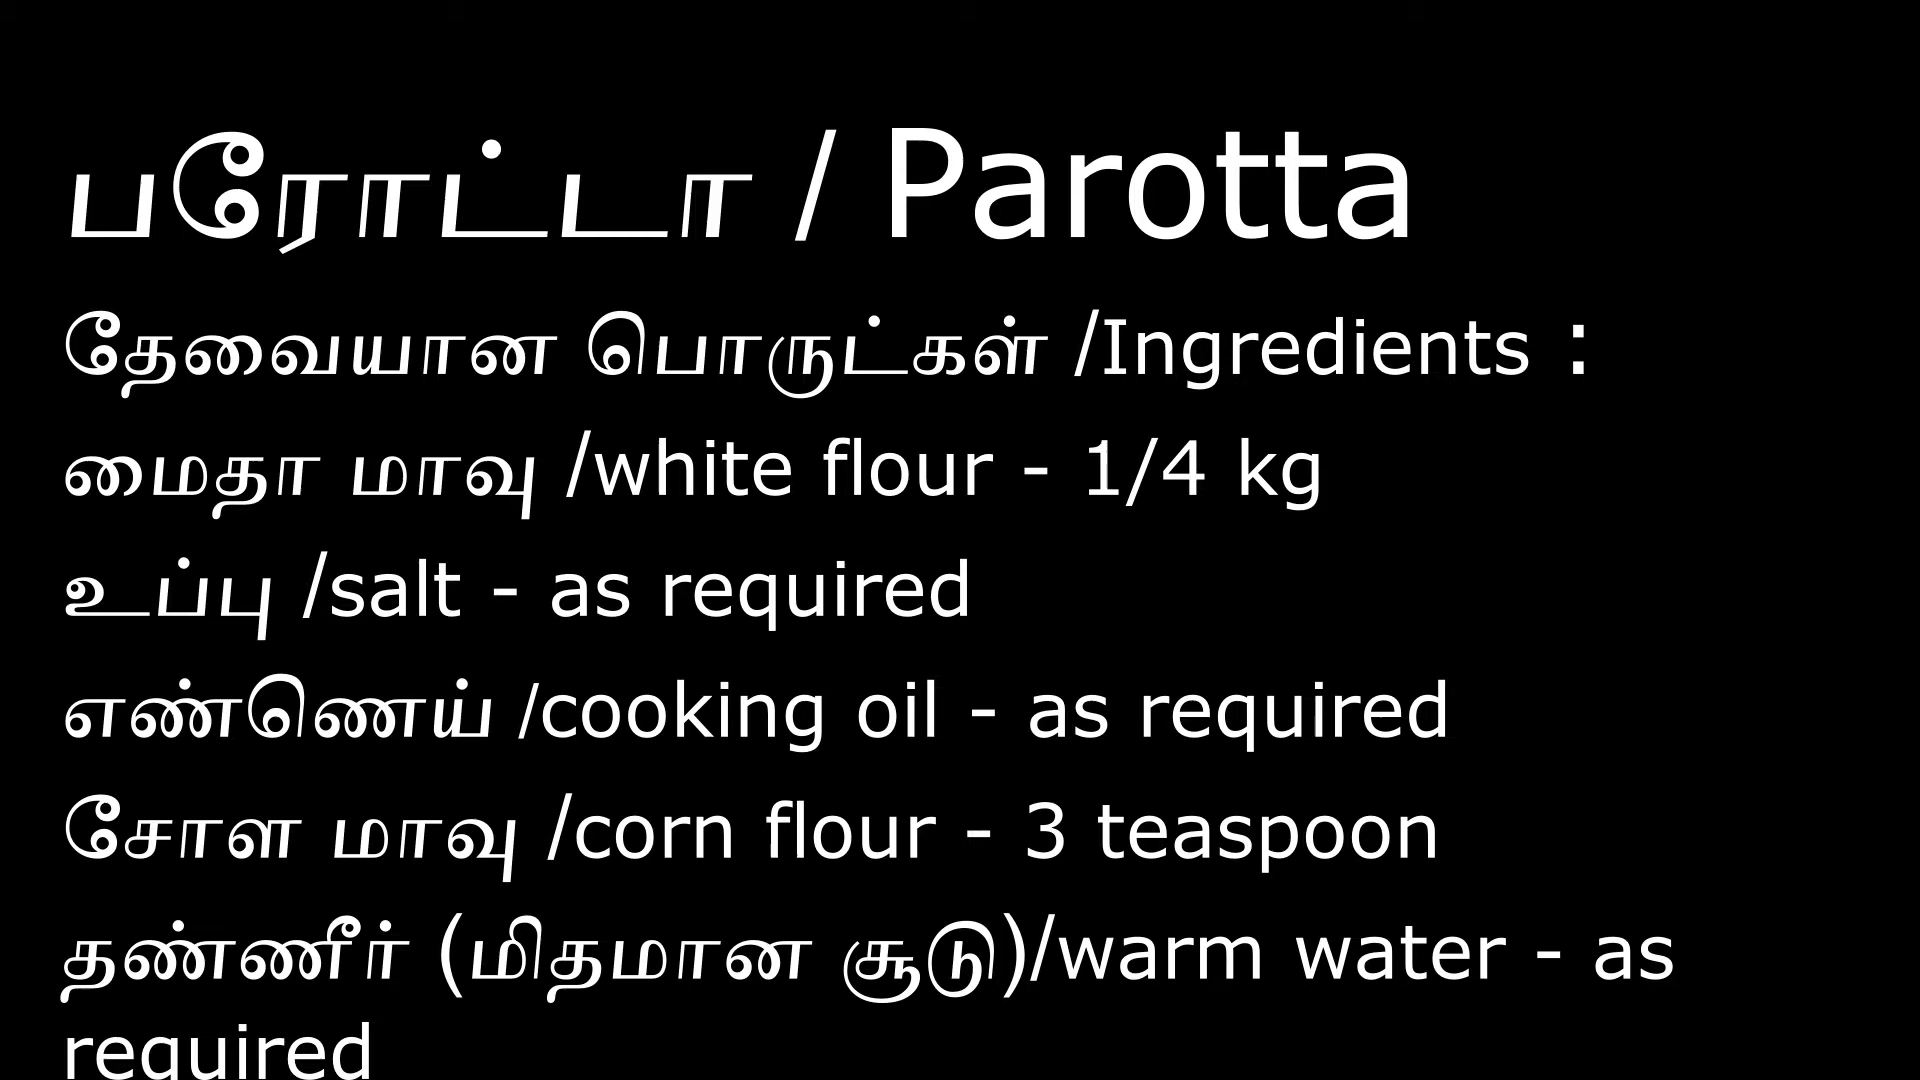 பரோட்டா / Parotta
தேவையான பொருட்கள் /Ingredients :
மைதா மாவு /white flour - 1/4 kg
உப்பு /salt - as required
எண்ணெய் /cooking oil - as required
சோள மாவு /corn flour - 3 teaspoon
தண்ணீர் (மிதமான சூடு)/warm water - as
required